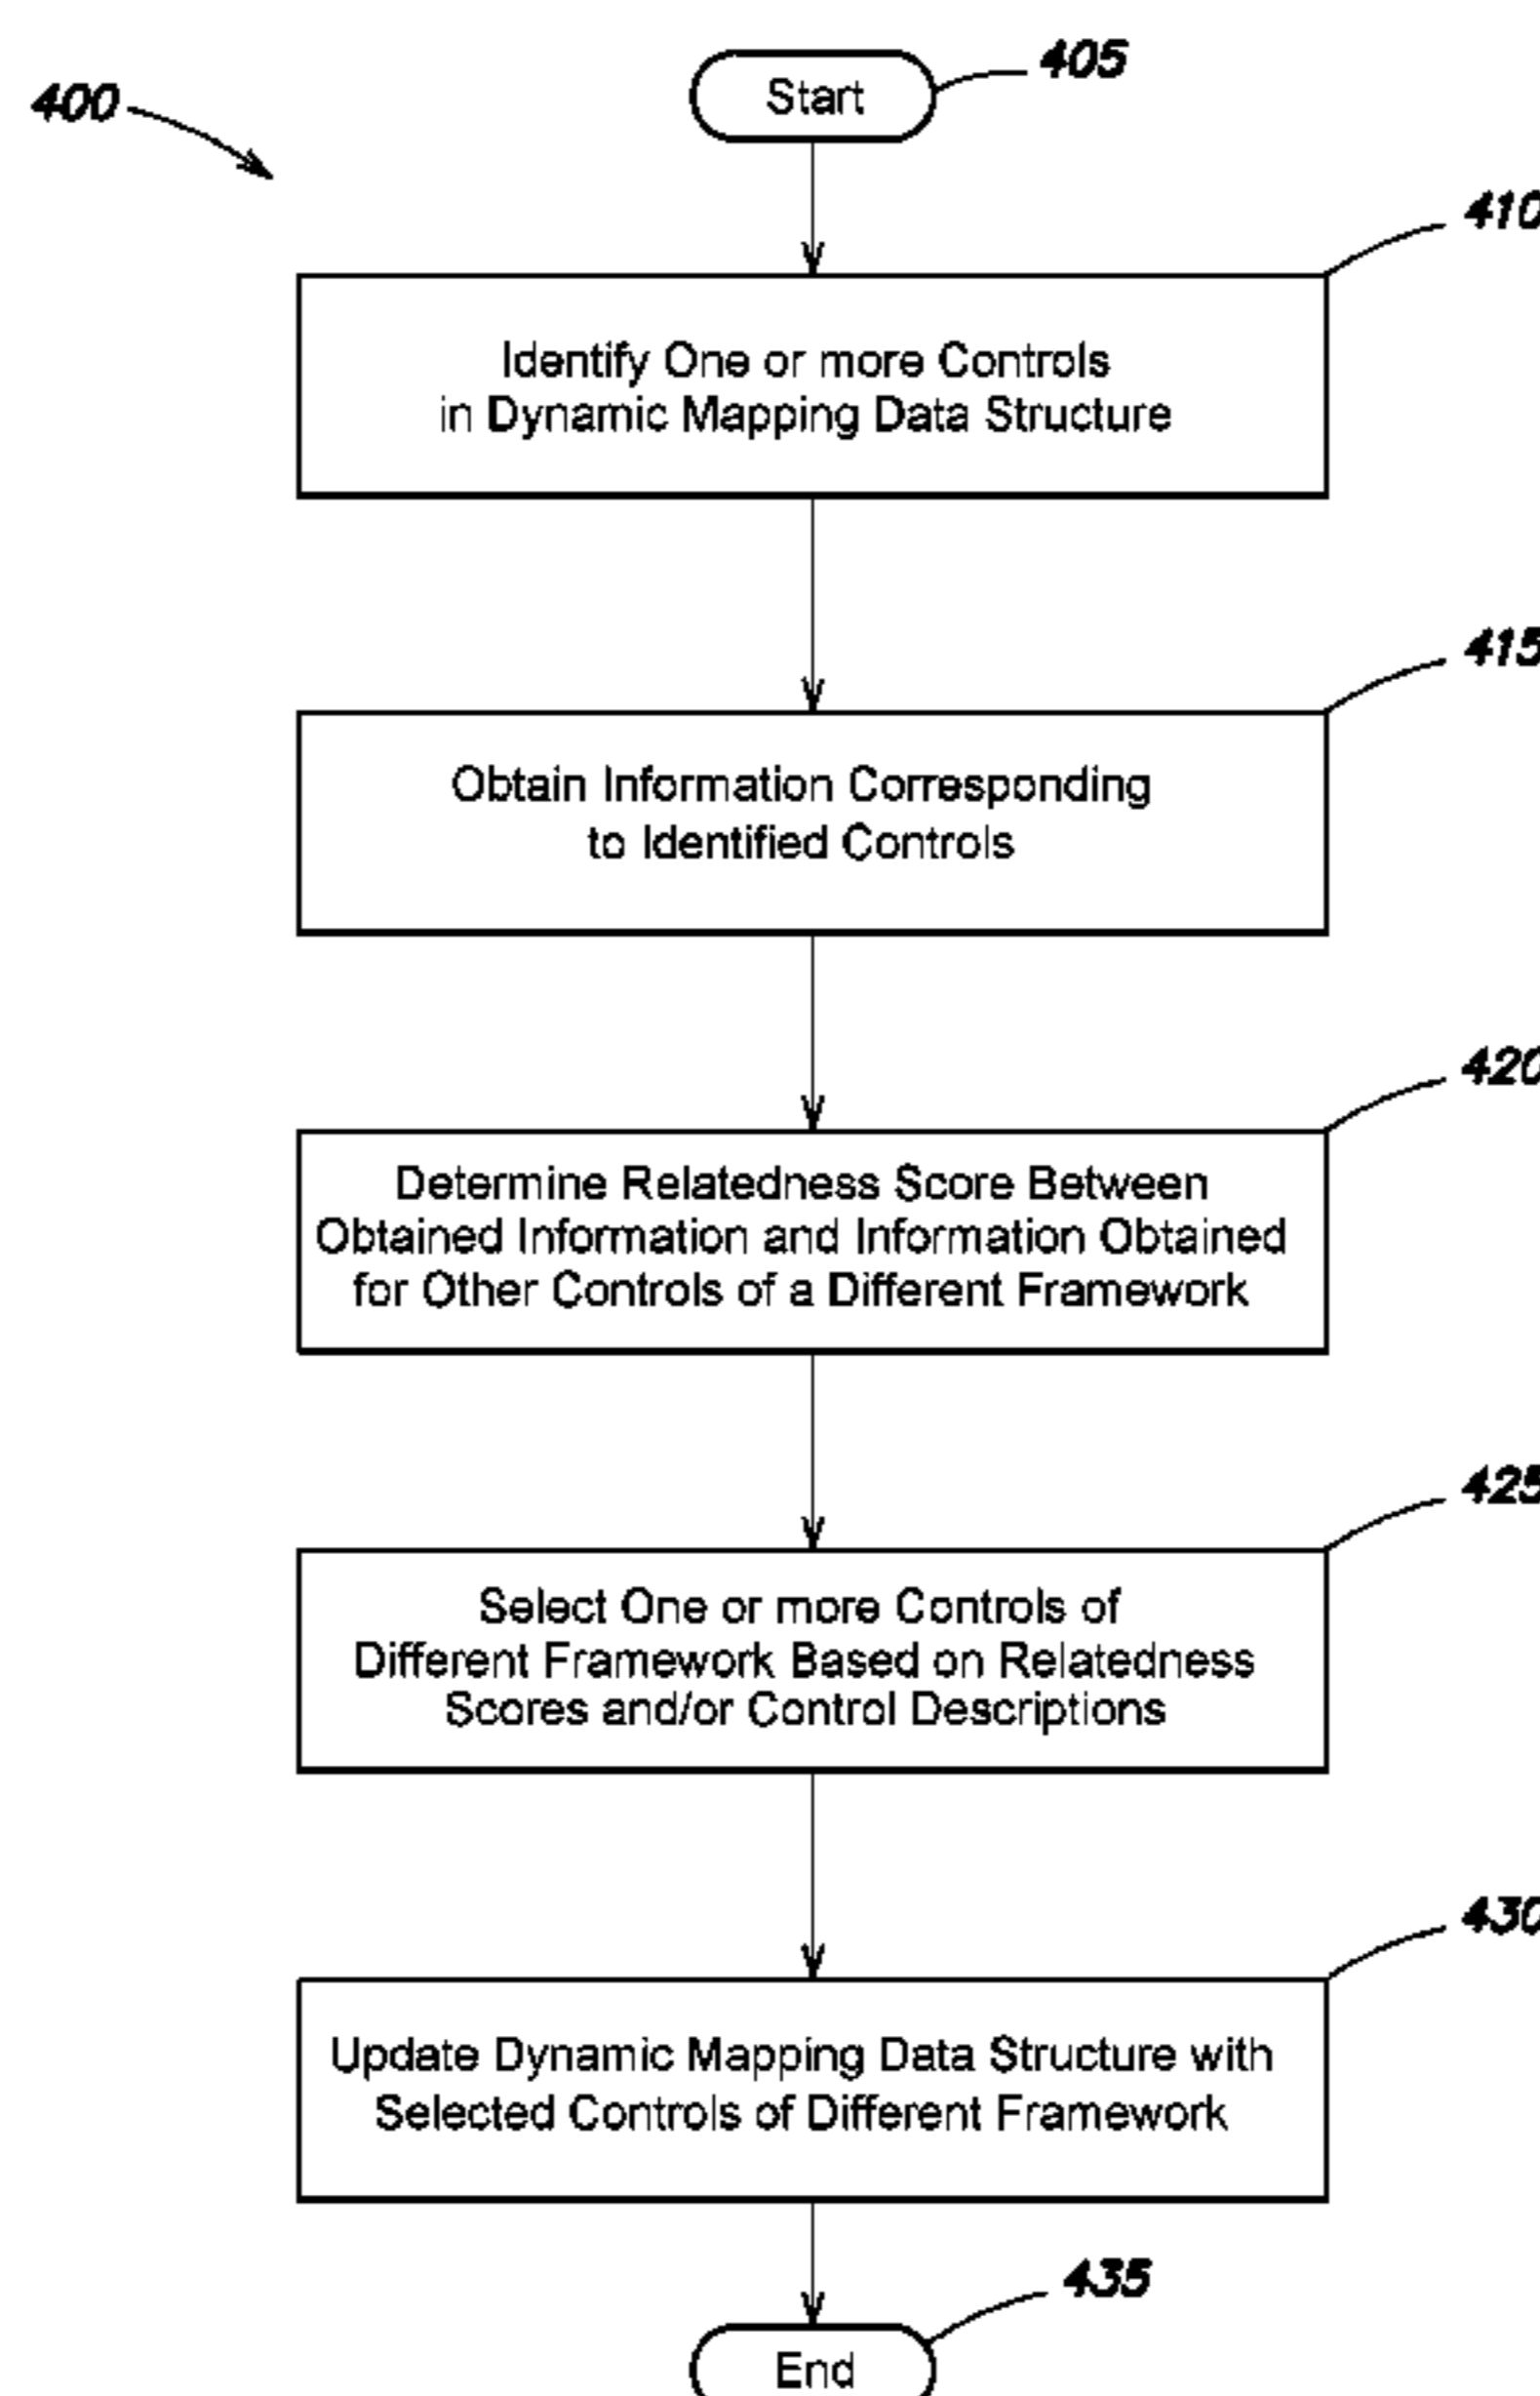 405
Start
400
410
Identify One or more Controls
in Dynamic Mapping Data Structure
415
Obtain Information Corresponding
to Identified Controls
420
Determine Relatedness Score Between
Obtained Information and Information Obtained
for Other Controls of a Different Framework
425
Select One or more Controls of
Different Framework Based on Relatedness
Scores and/or Control Descriptions
430
Update Dynamic Mapping Data Structure with
Selected Controls of Different Framework
435
End